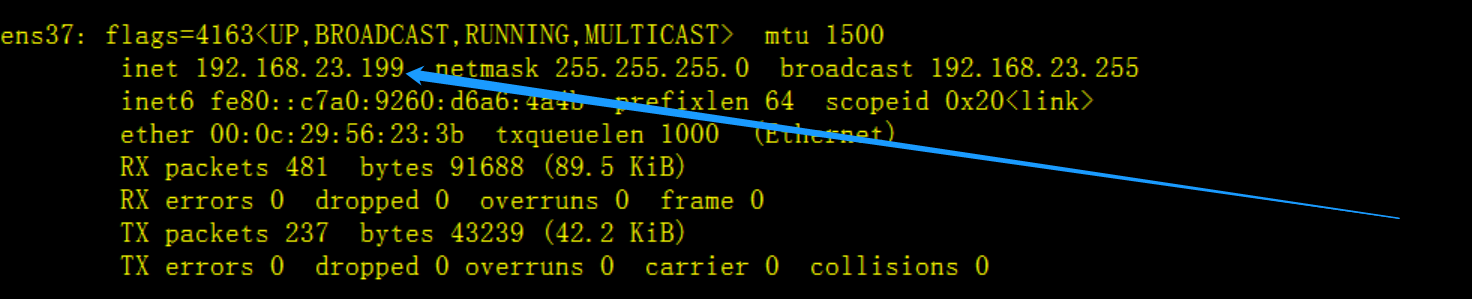 ens37: flags=4163<UP,BROADCAST,RUNNING,MULTICAST>  mtu 1500
inet 192.168.23.199  netmask 255.255.255.0  broadcast 192.168.23.255
inet6 fe80::c7a0:9260:d6a6:4a4b  prefixlen 64  scopeid 0x20<link>
ether 00:0c:29:56:23:3b  txqueuelen 1000  (Ethernet)
RX packets 481  bytes 91688 (89.5 KiB)
RX errors 0  dropped 0  overruns 0  frame 0
TX packets 237  bytes 43239 (42.2 KiB)
TX errors 0  dropped 0 overruns 0  carrier 0  collisions 0